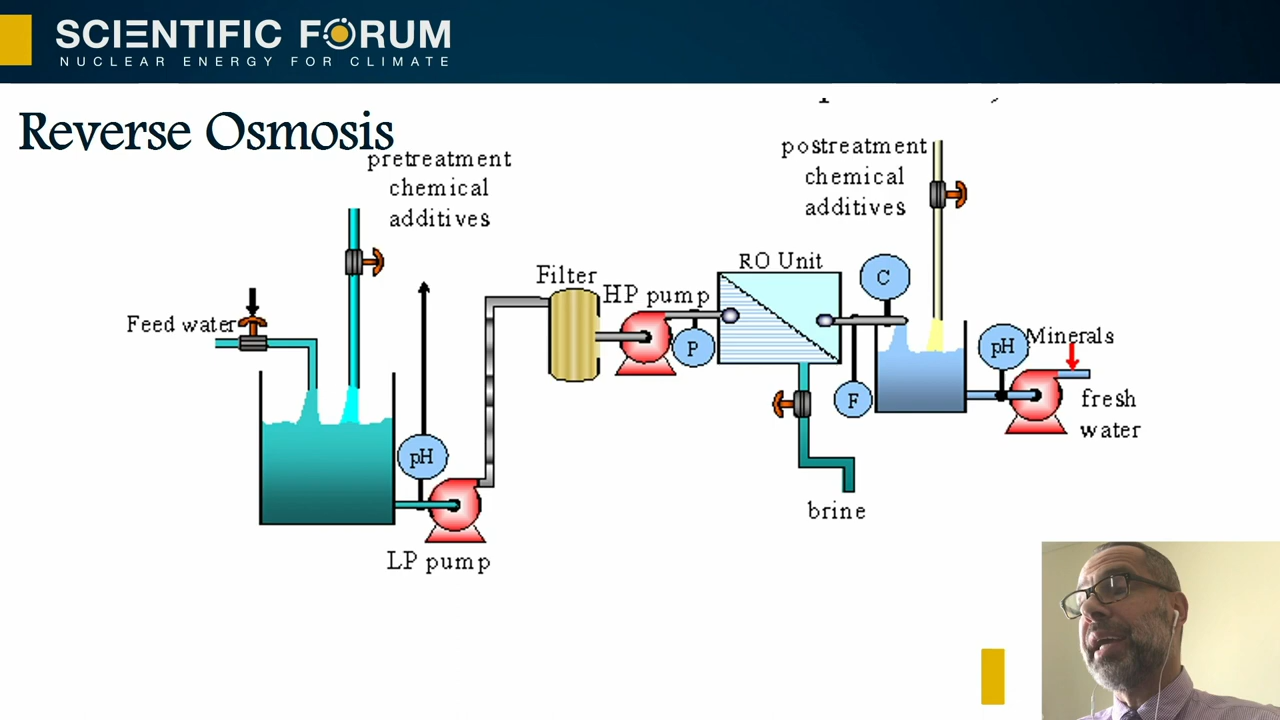 SCIENTIFIC FORUM
NUCLEAR ENERGY FOR CLIMATE
Reverse Osmosis
pretreatment
chemical
additives
postreatment
chemical
additives
Feed water
Filter
HP pump
RO Unit
P
C
F
pH
Minerals
fresh
water
pH
LP pump
brine